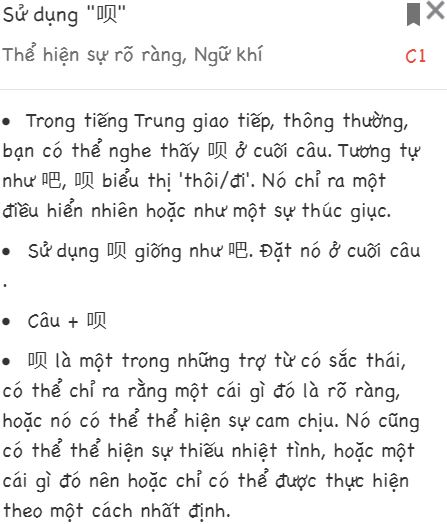 Sử dụng "呗"
Thể hiện sự rõ ràng, Ngữ khí
C1
● Trong tiếng Trung giao tiếp, thông thường,
bạn có thể nghe thấy 呗 ở cuối câu. Tương tự
như 吧, 呗 biểu thị 'thôi/đi'. Nó chỉ ra một
điều hiển nhiên hoặc như một sự thúc giục.
● Sử dụng 呗 giống như 吧. Đặt nó ở cuối câu
.
● Câu + 呗
● 呗 là một trong những trợ từ có sắc thái,
có thể chỉ ra rằng một cái gì đó là rõ ràng,
hoặc nó có thể thể hiện sự cam chịu. Nó cũng
có thể thể hiện sự thiếu nhiệt tình, hoặc một
cái gì đó nên hoặc chỉ có thể được thực hiện
theo một cách nhất định.